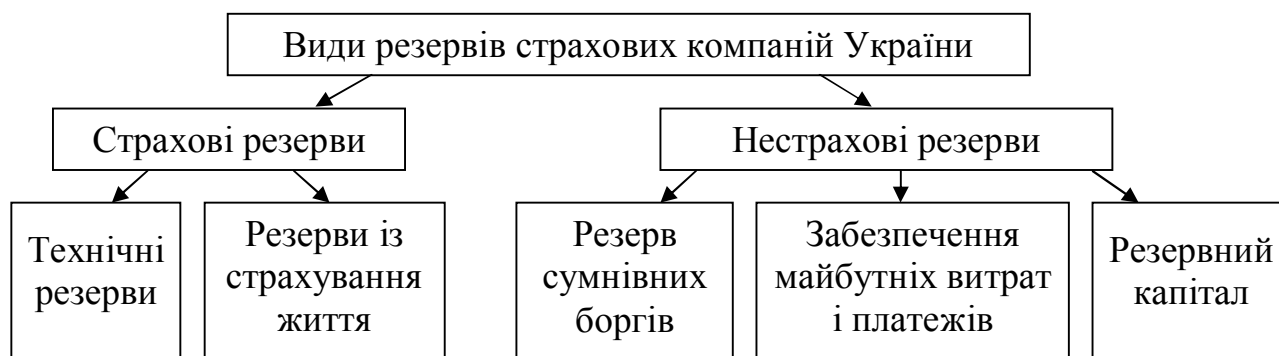 Види резервів страхових компаній України
Страхові резерви
Нестрахові резерви
Технічні
резерви
Резерви із
страхування
життя
Резерв
сумнівних
боргів
Забезпечення
майбутніх витрат
і платежів
Резервний
капітал